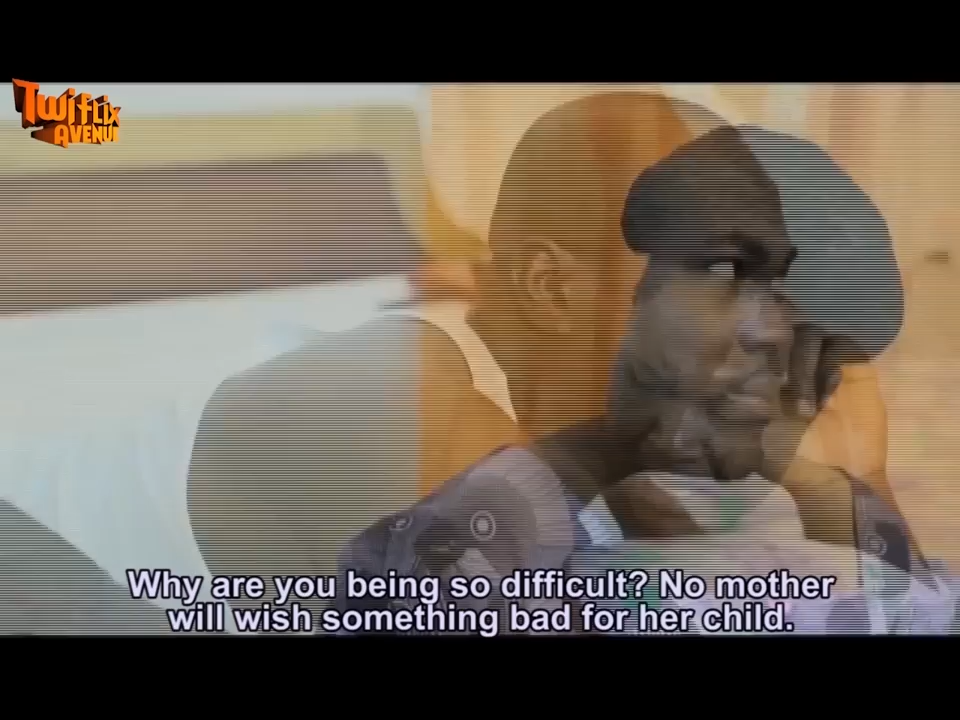 TWIFLIX
AVENUE
Why are you being so difficult? No mother
will wish something bad for her child.